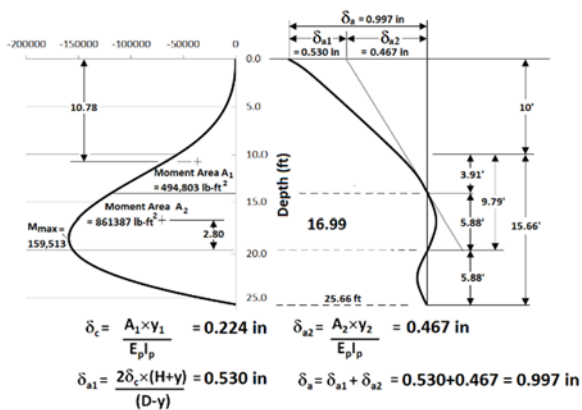 δa = 0.997 in
δa1 = 0.530 in
δa2 = 0.467 in
-200000 -150000 -100000 -50000 0
0.0
5.0
10.0
15.0
20.0
25.0
10.78
Moment Area A1
= 494,803 lb-ft2
Moment Area A2
= 861387 lb-ft2
Mmax=
159,513
2.80
Depth (ft)
16.99
25.66 ft
10'
3.91'
9.79'
5.88'
15.66'
5.88'
δc= A1×y1 / EpIp = 0.224 in
δa2= A2×y2 / EpIp = 0.467 in
δa1= 2δc×(H+y) / (D-y) = 0.530 in
δa = δa1 + δa2 = 0.530+0.467 = 0.997 in